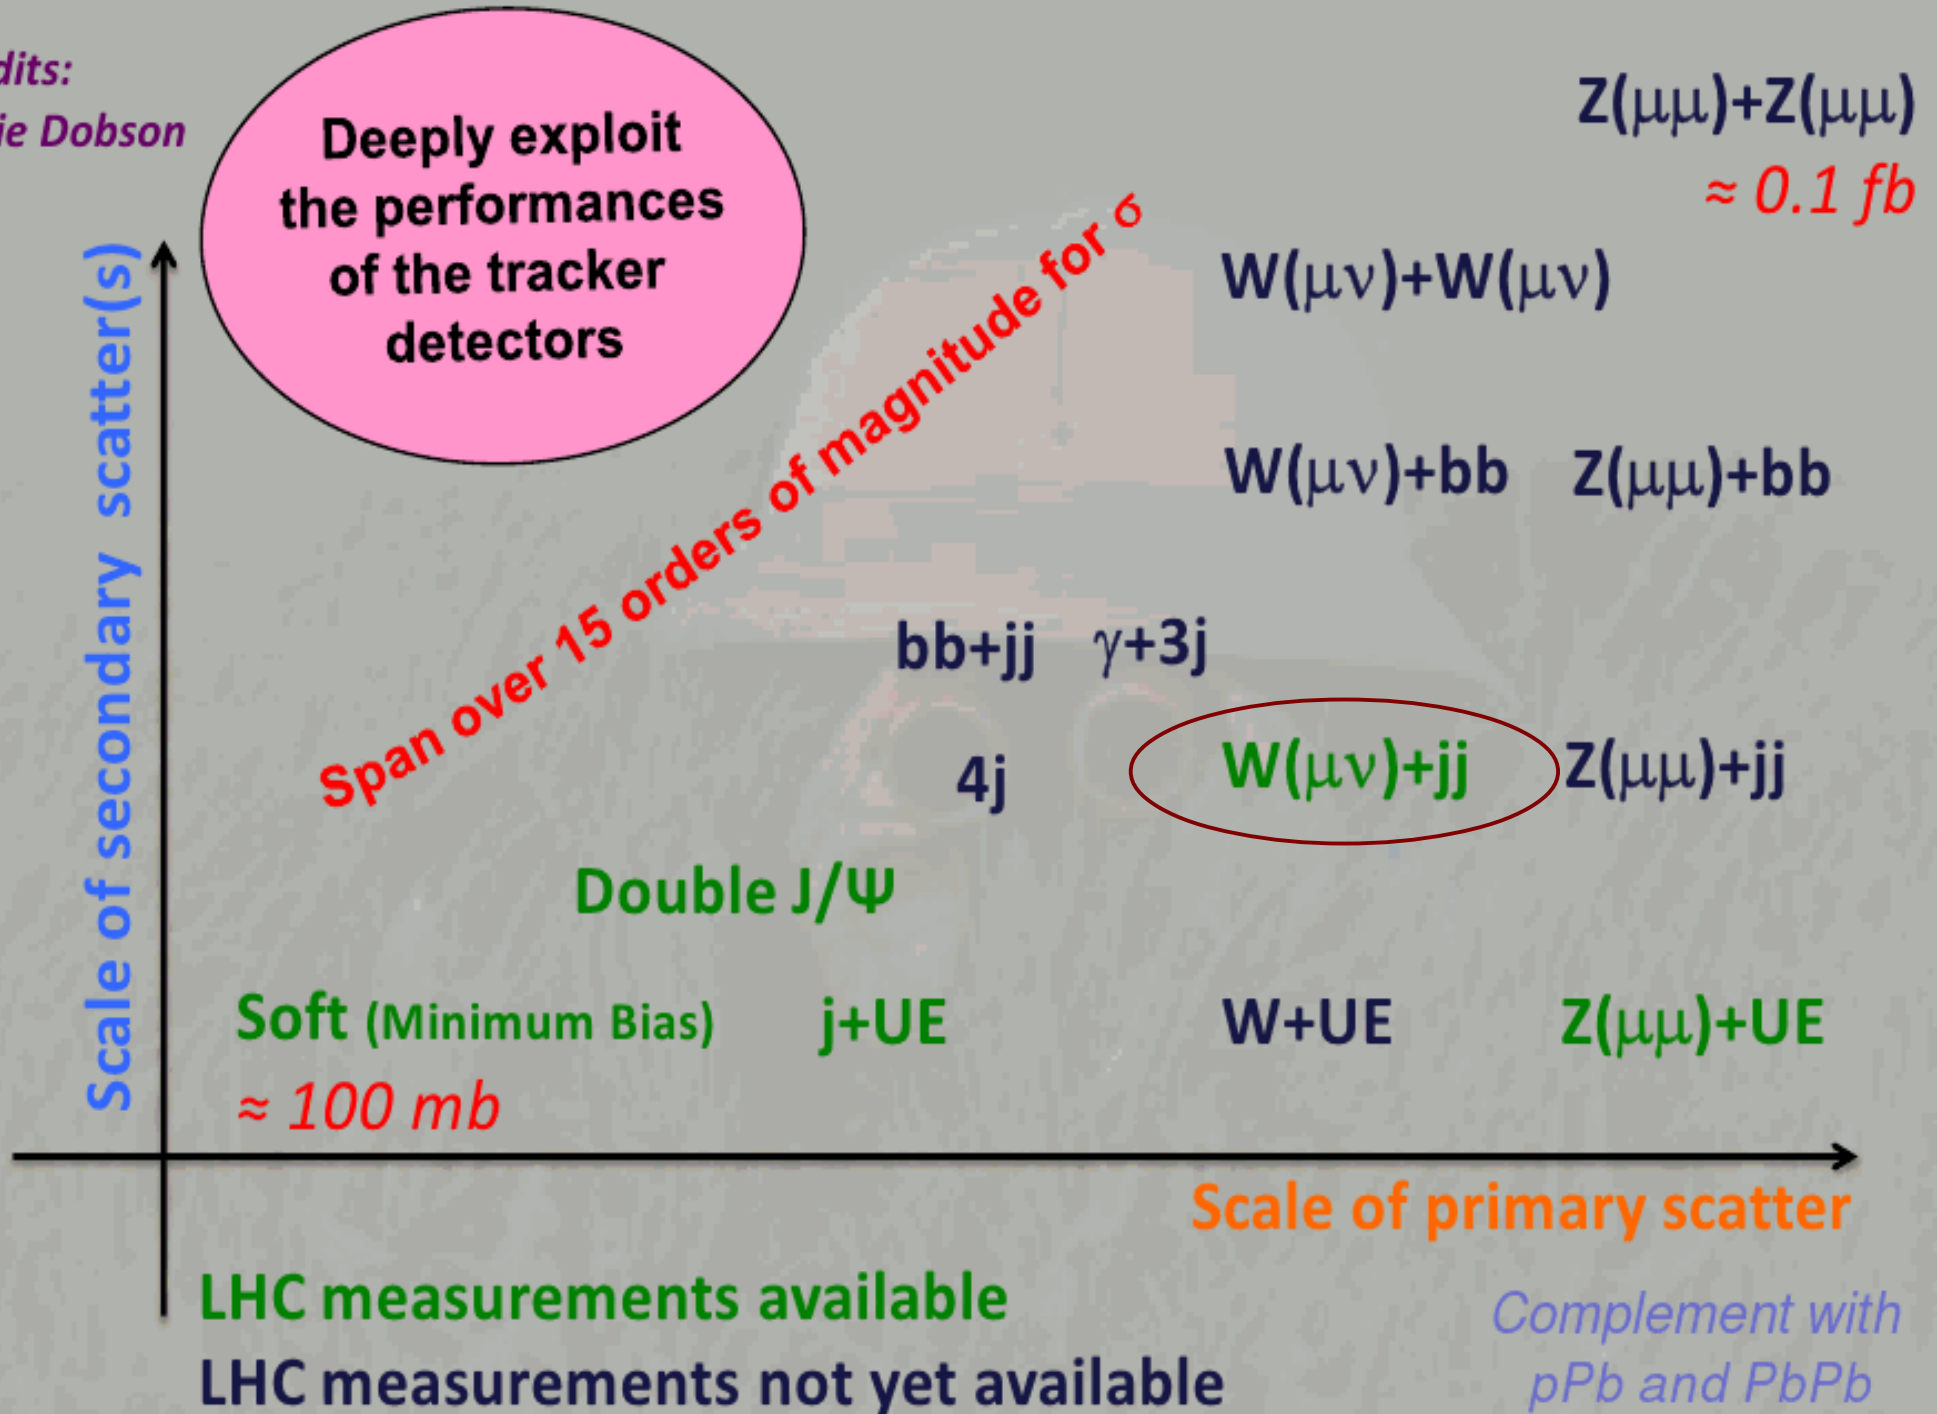 Dobson
Deeply exploit
the performances
of the tracker
detectors
Z(μμ)+Z(μμ)
≈ 0.1 fb
Scale of secondary scatter(s)
Span over 15 orders of magnitude for σ
W(μν)+W(μν)
W(μν)+bb Z(μμ)+bb
bb+jj γ+3j
4j W(μν)+jj Z(μμ)+jj
Double J/Ψ
Soft (Minimum Bias) j+UE W+UE Z(μμ)+UE
≈ 100 mb
Scale of primary scatter
LHC measurements available
LHC measurements not yet available
Complement with
pPb and PbPb